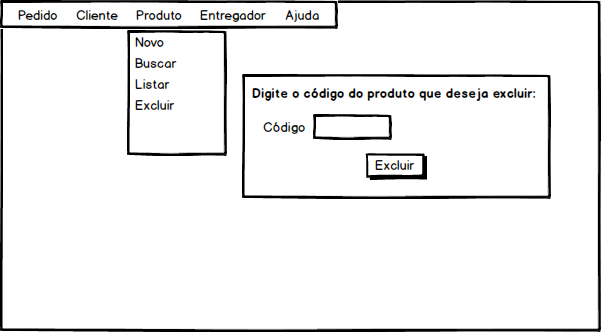 Pedido Cliente Produto Entregador Ajuda
Novo
Buscar
Listar
Excluir
Digite o código do produto que deseja excluir:
Código
Excluir